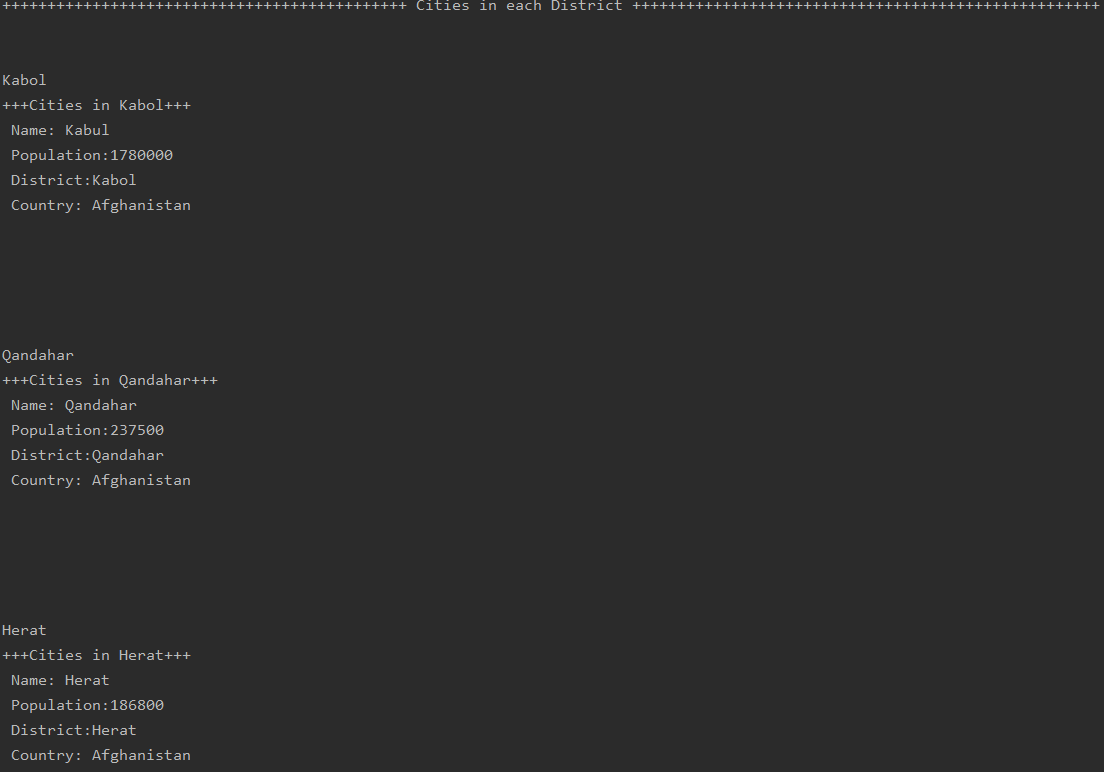 +++++++++++++++++++++++++++++++++++++++++++++ Cities in each District ++++++++++++++++++++++++++++++++++++++++++++++++++++
Kabol
+++Cities in Kabol+++
Name: Kabul
Population:1780000
District:Kabol
Country: Afghanistan
Qandahar
+++Cities in Qandahar+++
Name: Qandahar
Population:237500
District:Qandahar
Country: Afghanistan
Herat
+++Cities in Herat+++
Name: Herat
Population:186800
District:Herat
Country: Afghanistan